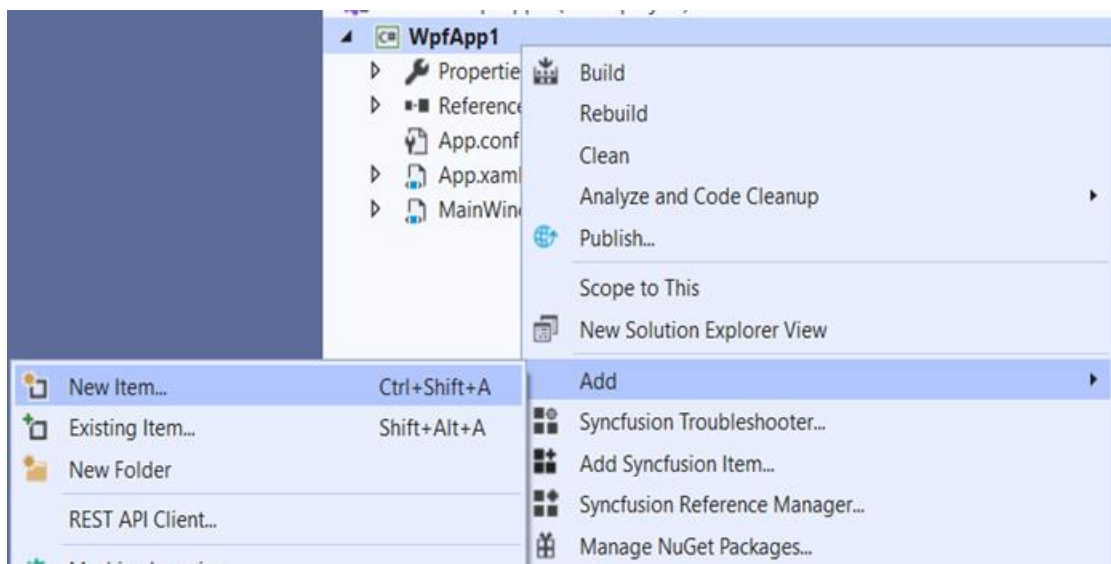 WpfApp1
Propertie
Reference
App.conf
App.xaml
MainWin
Build
Rebuild
Clean
Analyze and Code Cleanup
Publish...
Scope to This
New Solution Explorer View
Add
Syncfusion Troubleshooter...
Add Syncfusion Item...
Syncfusion Reference Manager...
Manage NuGet Packages...
New Item... Ctrl+Shift+A
Existing Item... Shift+Alt+A
New Folder
REST API Client...